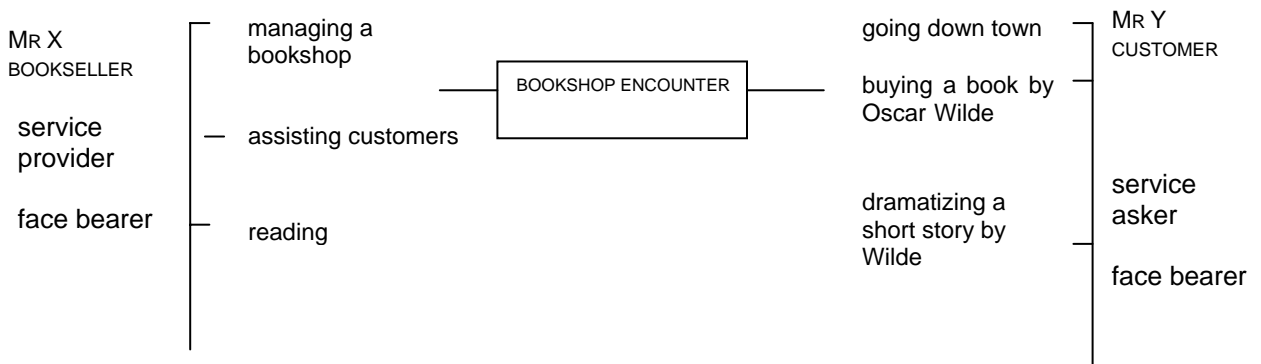 MR X
BOOKSELLER
service
provider
face bearer
managing a
bookshop
assisting customers
reading
BOOKSHOP ENCOUNTER
going down town
buying a book by
Oscar Wilde
dramatizing a
short story by
Wilde
MR Y
CUSTOMER
service
asker
face bearer